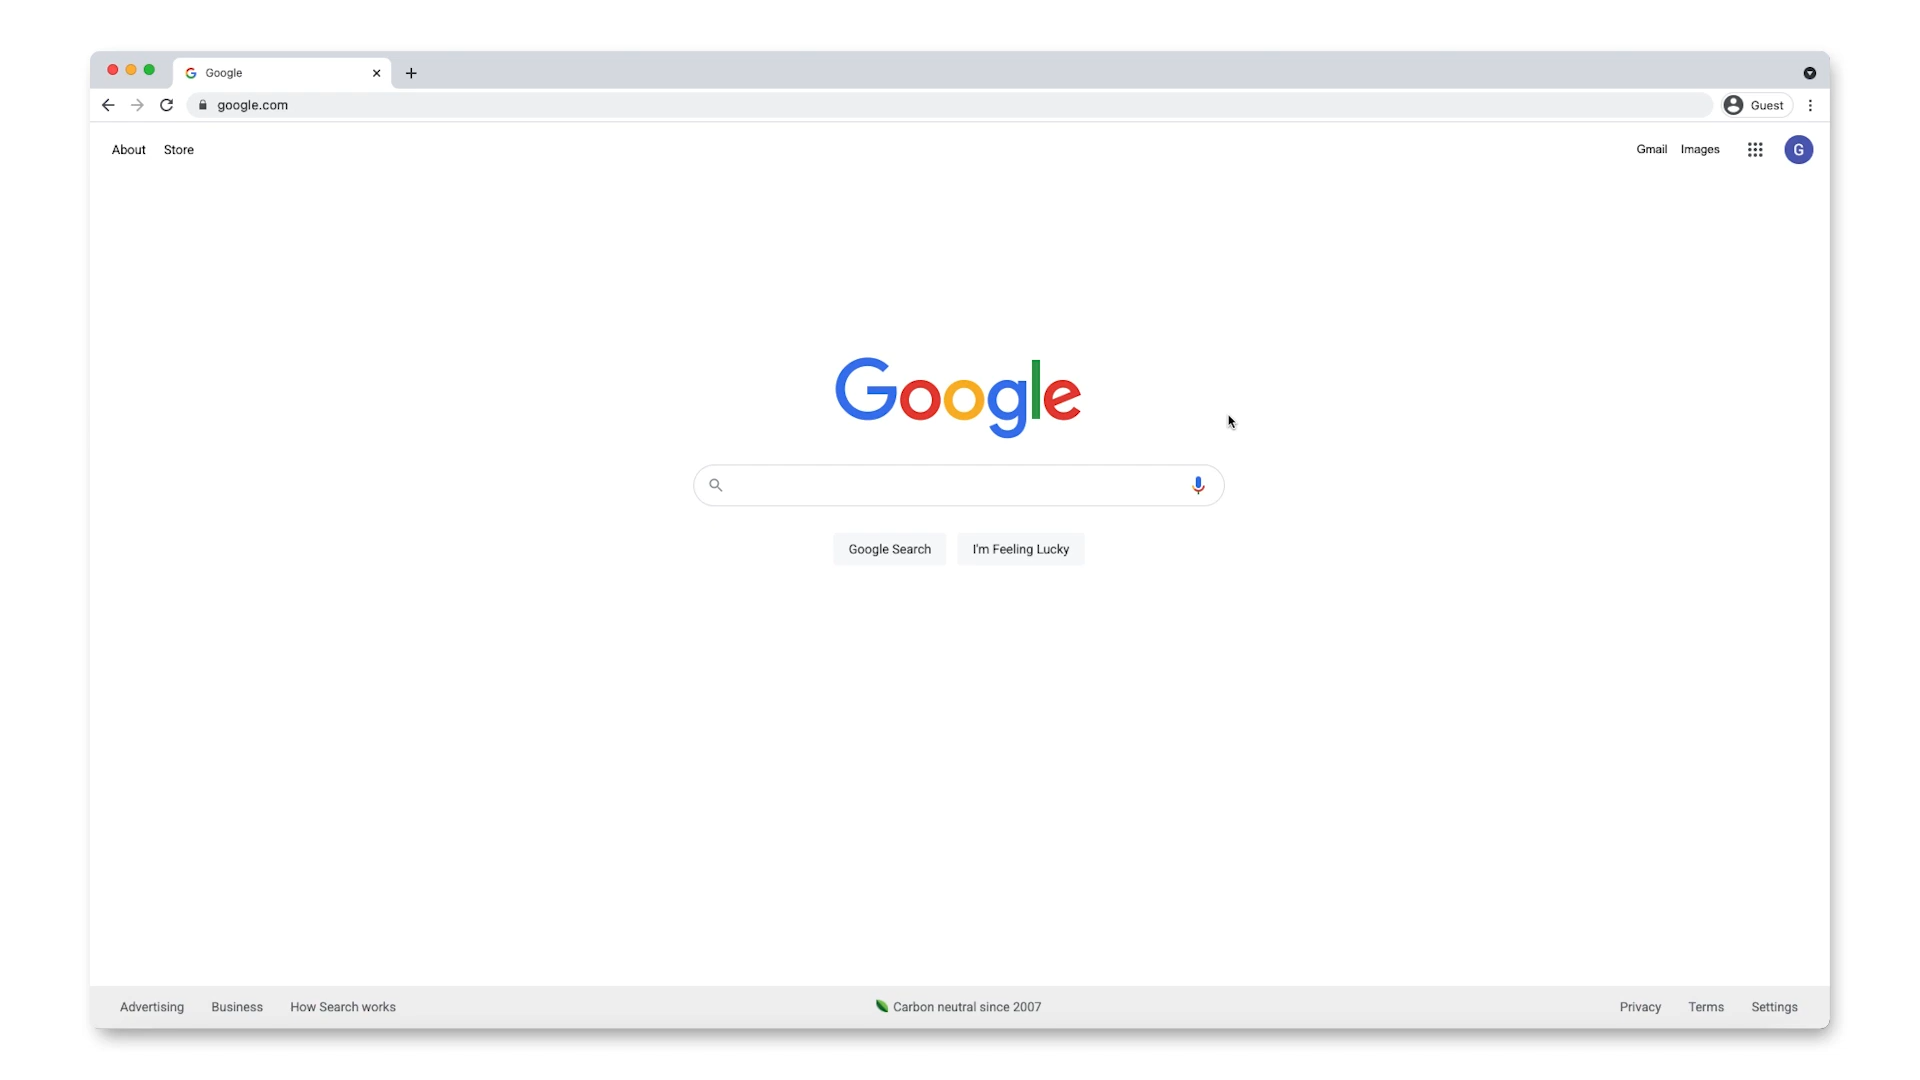 Google
google.com
Guest
About Store
Gmail Images
G
Google
Google Search I'm Feeling Lucky
Advertising Business How Search works
Carbon neutral since 2007
Privacy Terms Settings